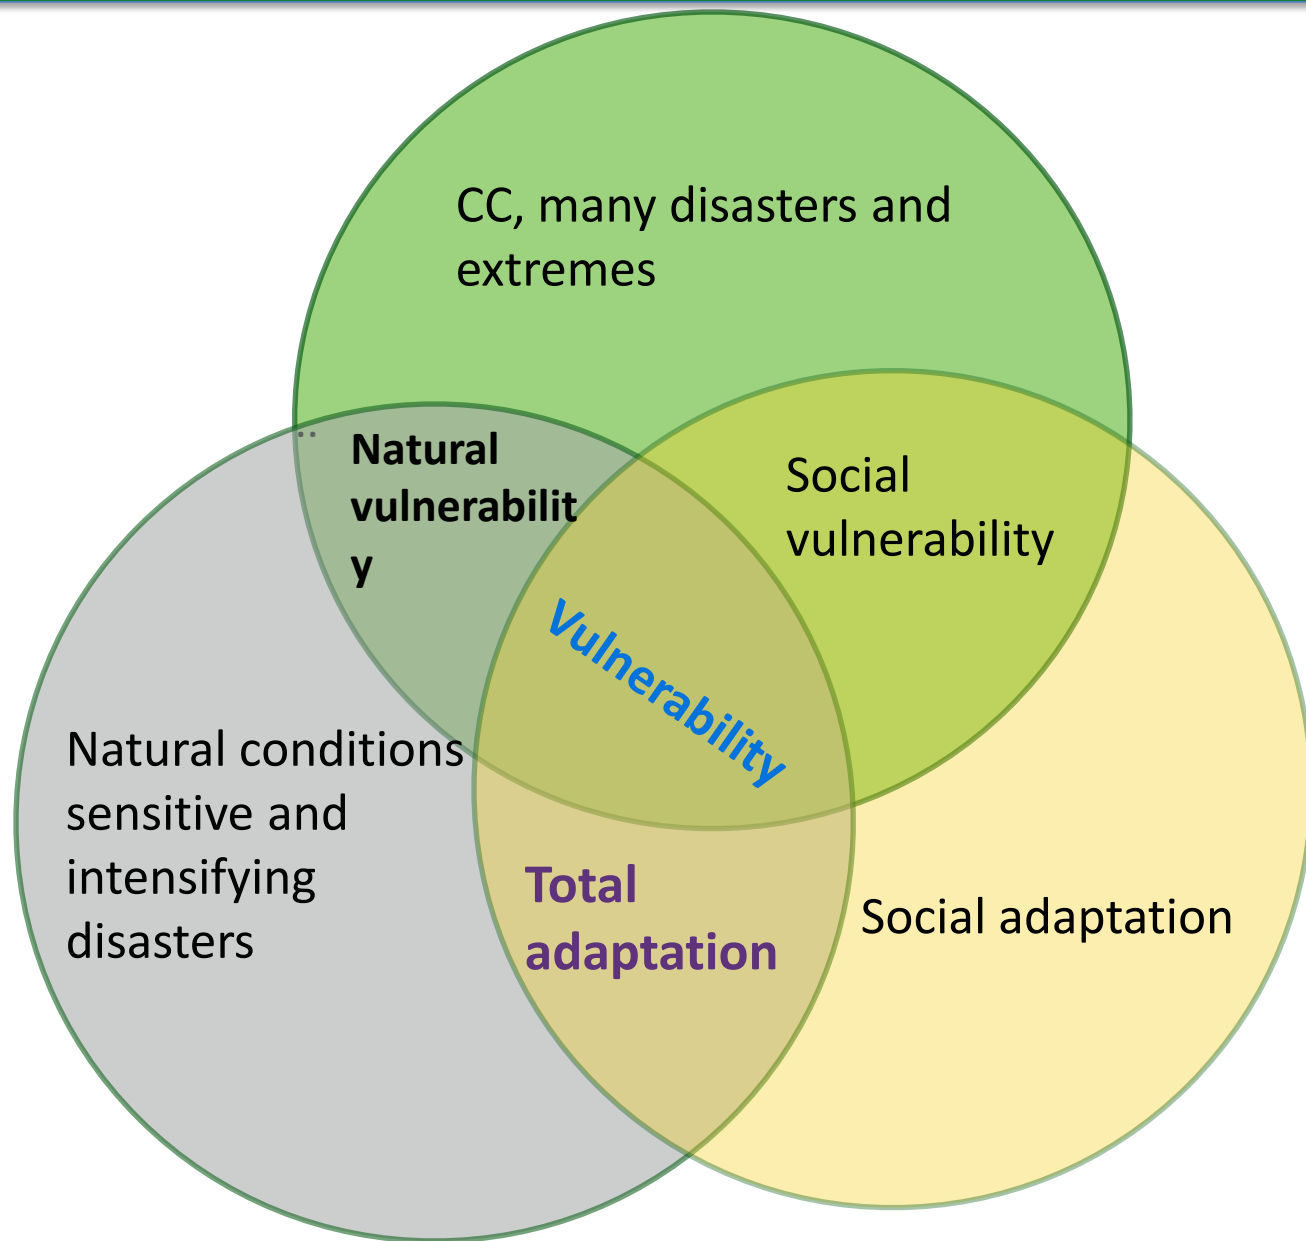 CC, many disasters and
extremes
..
Natural
vulnerabilit
y
Social
vulnerability
Vulnerability
Natural conditions
sensitive and
intensifying
disasters
Total
adaptation
Social adaptation